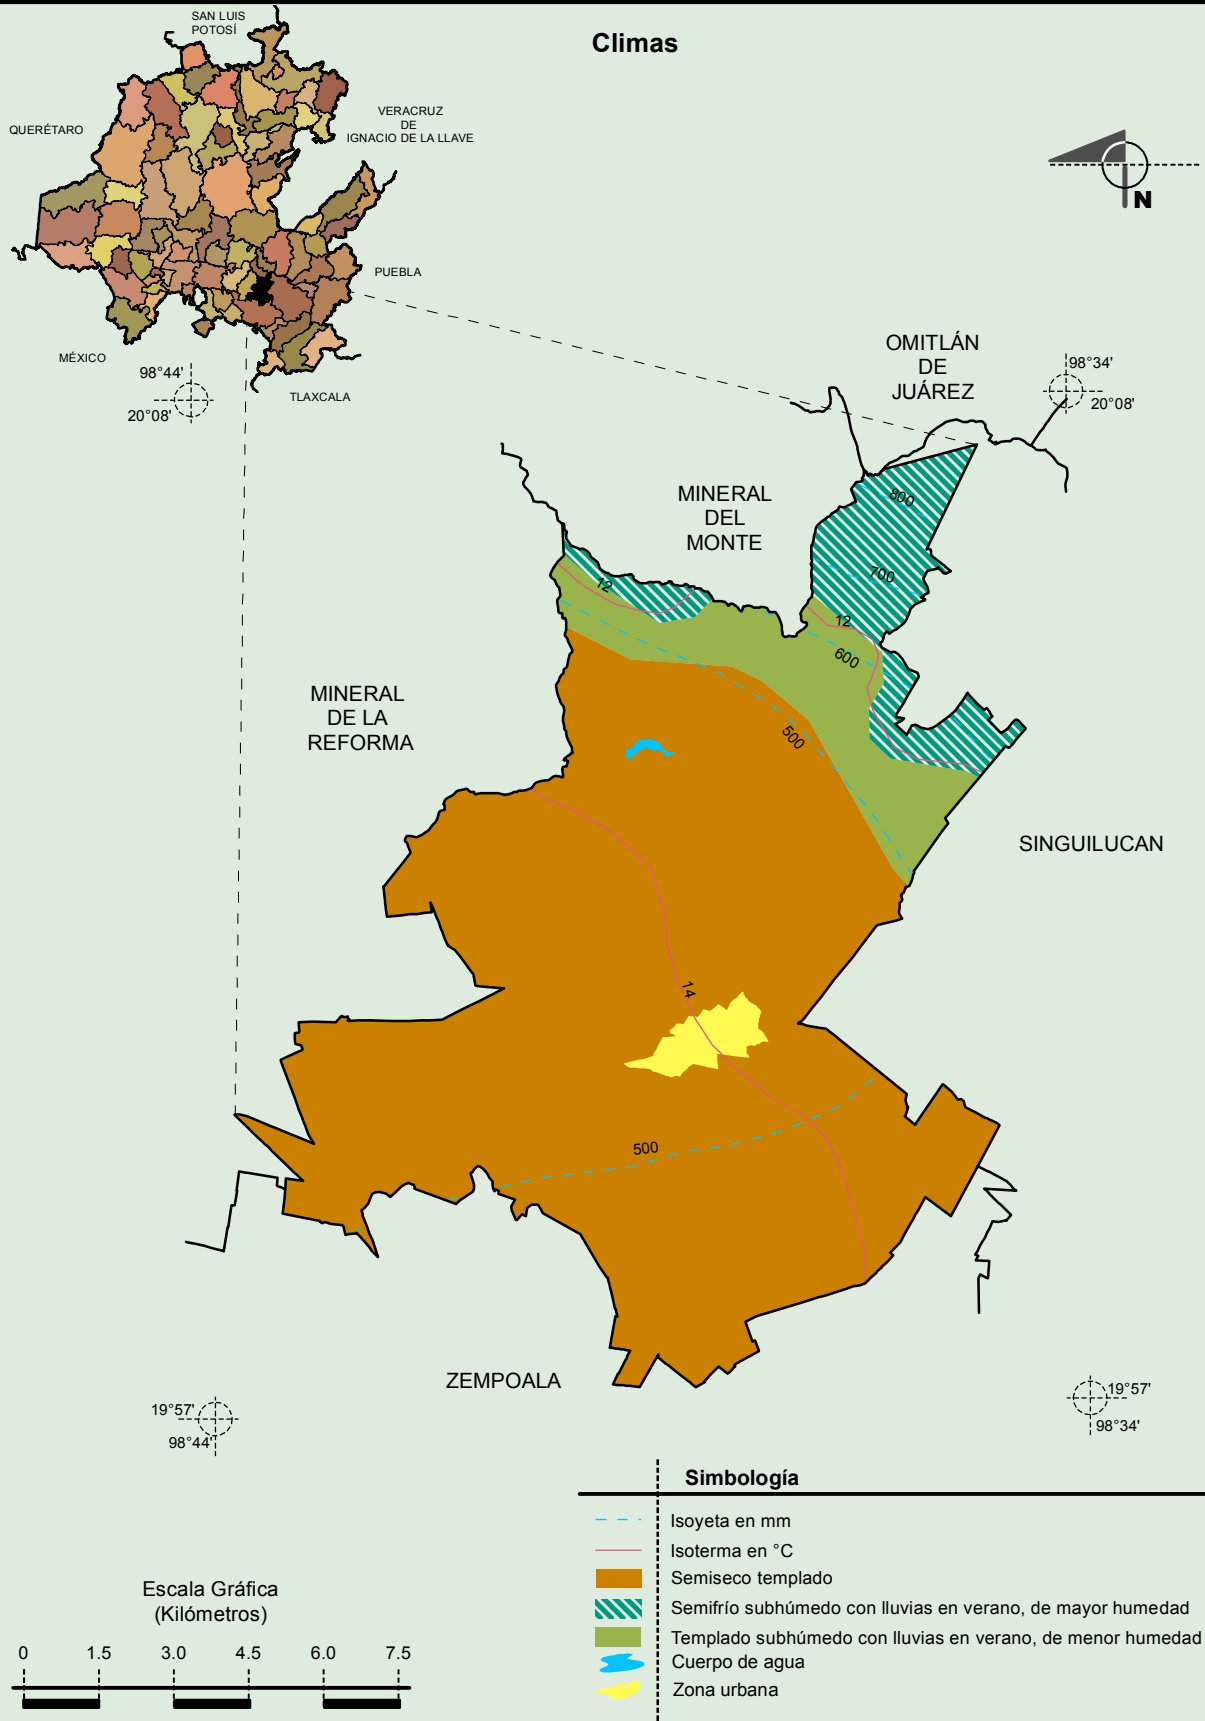 Climas
SAN LUIS
POTOSÍ
QUERÉTARO
VERACRUZ
DE
IGNACIO DE LA LLAVE
PUEBLA
MÉXICO
TLAXCALA
N
98°44'
20°08'
98°34'
20°08'
OMITLÁN
DE
JUÁREZ
MINERAL
DEL
MONTE
800
700
12
12
600
500
MINERAL
DE LA
REFORMA
SINGUILUCAN
14
500
ZEMPOALA
19°57'
98°44'
19°57'
98°34'
Simbología
Isoyeta en mm
Isoterma en °C
Semiseco templado
Semifrío subhúmedo con lluvias en verano, de mayor humedad
Templado subhúmedo con lluvias en verano, de menor humedad
Cuerpo de agua
Zona urbana
Escala Gráfica
(Kilómetros)
0 1.5 3.0 4.5 6.0 7.5